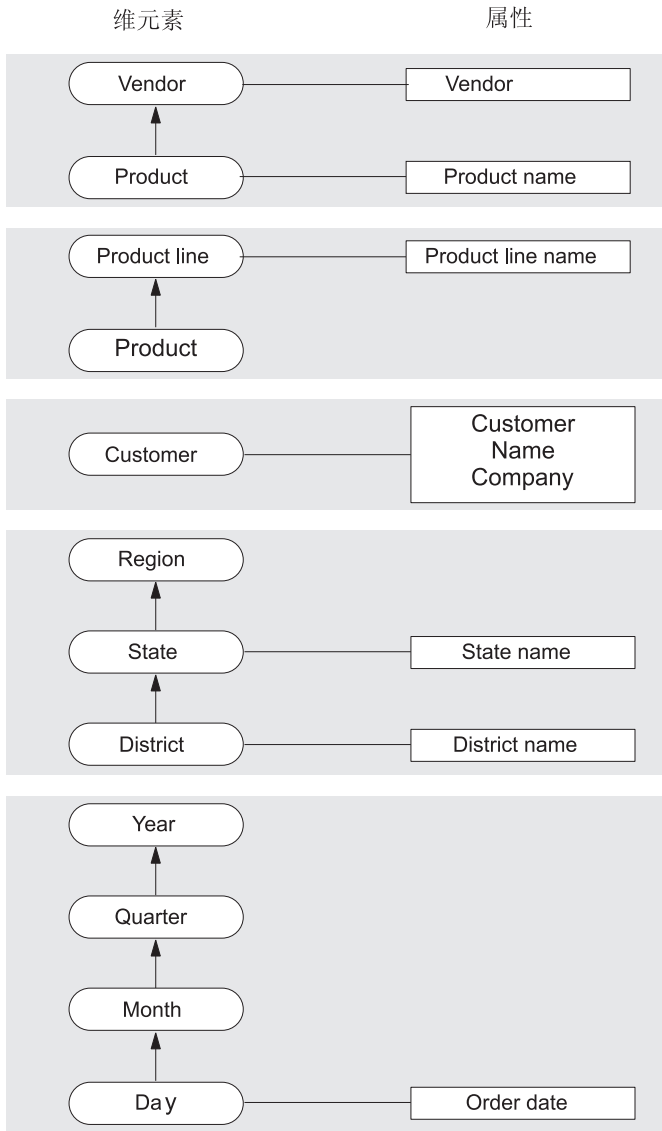 维元素
属性
Vendor
Vendor
Product
Product name
Product line
Product line name
Product
Customer
Customer
Name
Company
Region
State
State name
District
District name
Year
Quarter
Month
Day
Order date